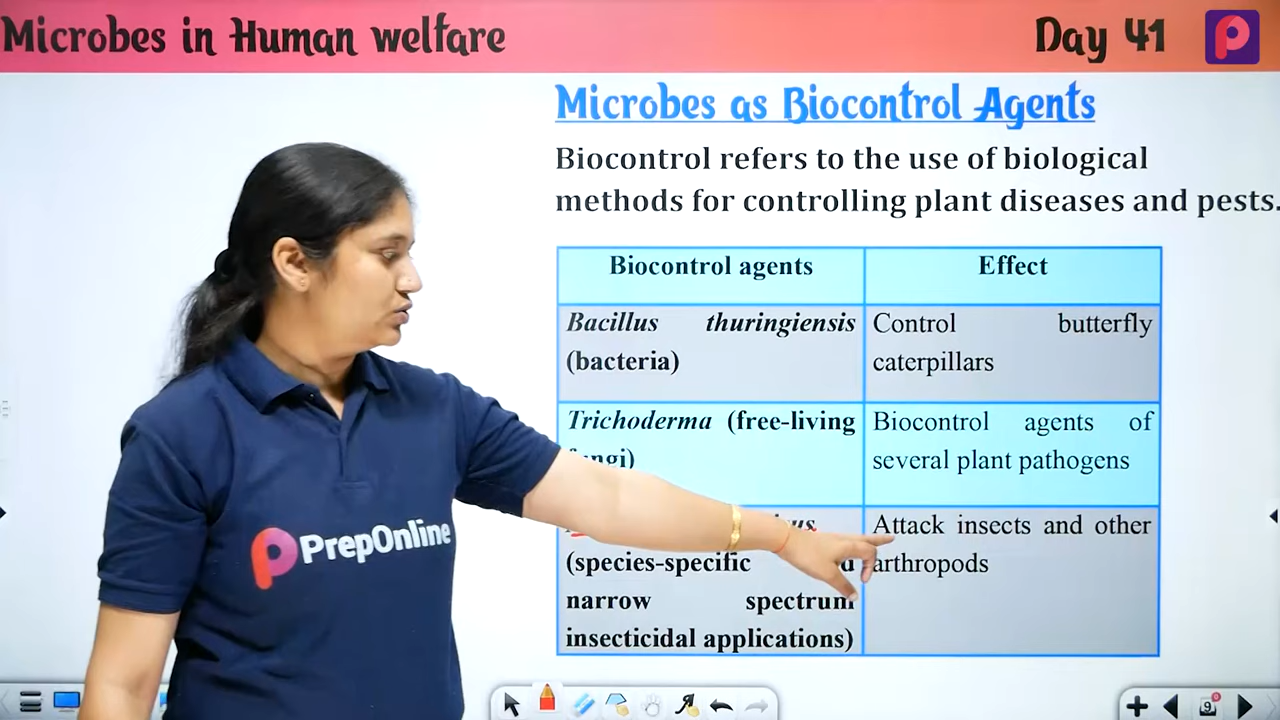 Microbes in Human welfare
Day 41
Microbes as Biocontrol Agents
Biocontrol refers to the use of biological
methods for controlling plant diseases and pests.
Biocontrol agents
Effect
Bacillus thuringiensis
(bacteria)
Control butterfly
caterpillars
Trichoderma (free-living
Biocontrol agents of
several plant pathogens
(species-specific
narrow spectrum
insecticidal applications)
Attack insects and other
arthropods
PrepOnline
9